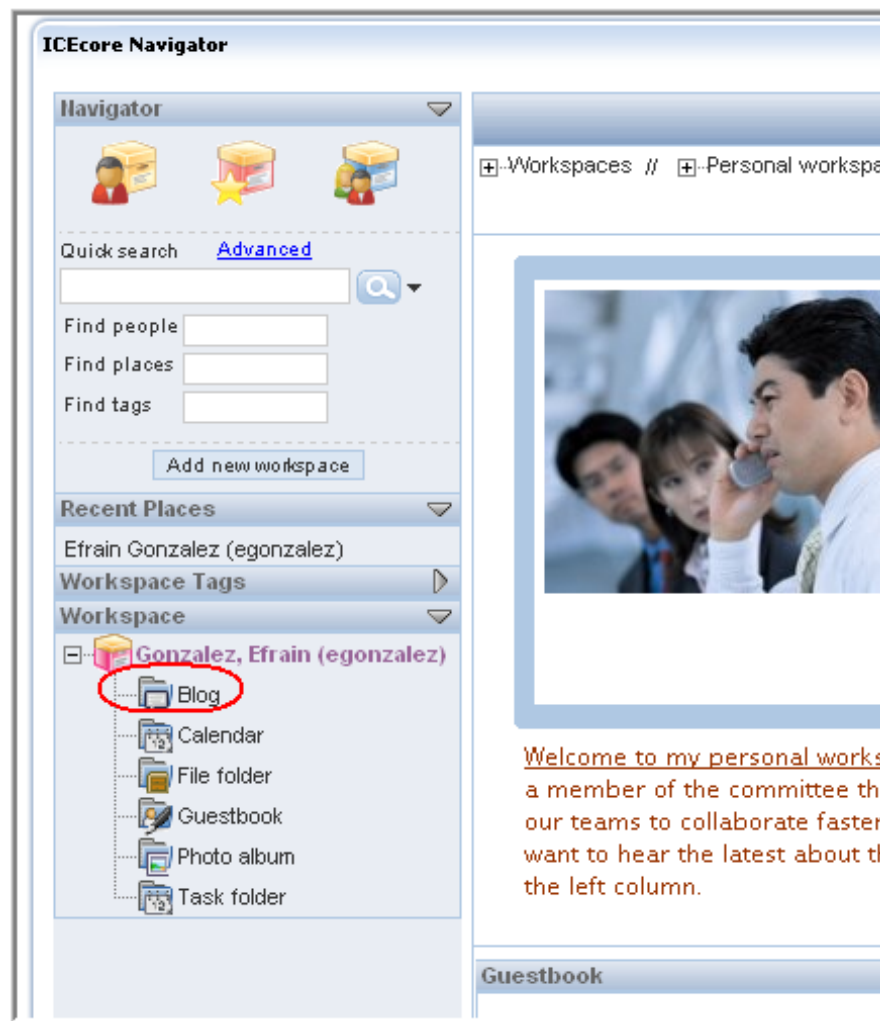 ICEcore Navigator
Navigator
Quick search Advanced
Find people
Find places
Find tags
Add new workspace
Recent Places
Efrain Gonzalez (egonzalez)
Workspace Tags
Workspace
Gonzalez, Efrain (egonzalez)
Blog
Calendar
File folder
Guestbook
Photo album
Task folder
Workspaces // Personal workspa
Welcome to my personal works
a member of the committee th
our teams to collaborate faster
want to hear the latest about th
the left column.
Guestbook